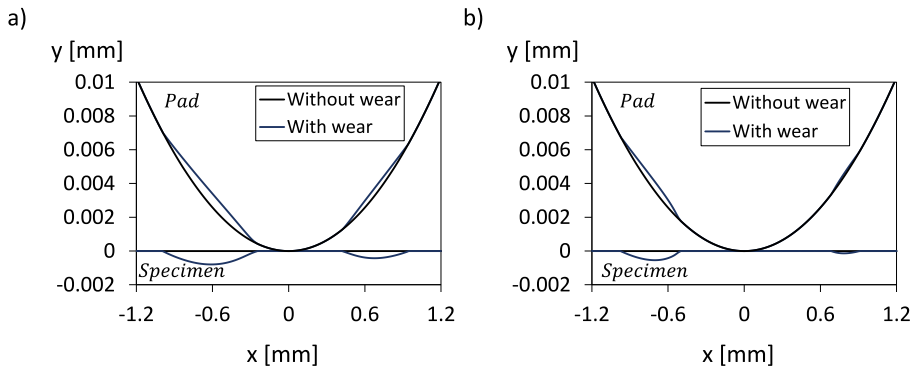 a)
y [mm]
0.01
0.008
0.006
0.004
0.002
0
-0.002
Pad
Without wear
With wear
Specimen
-1.2 -0.6 0 0.6 1.2
x [mm]
b)
y [mm]
0.01
0.008
0.006
0.004
0.002
0
-0.002
Pad
Without wear
With wear
Specimen
-1.2 -0.6 0 0.6 1.2
x [mm]